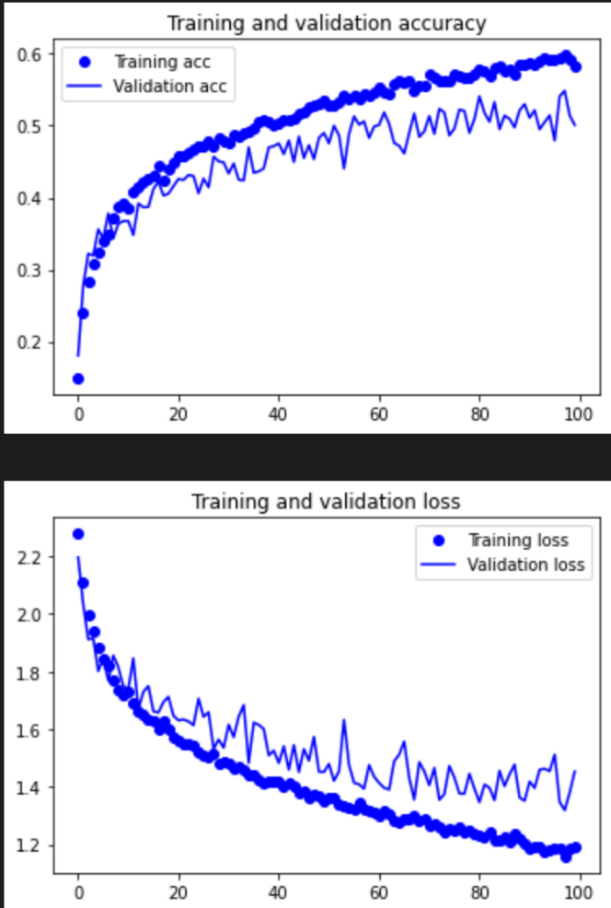 Training and validation accuracy
0.6
0.5
0.4
0.3
0.2
Training acc
Validation acc
0 20 40 60 80 100
Training and validation loss
2.2
2.0
1.8
1.6
1.4
1.2
Training loss
Validation loss
0 20 40 60 80 100